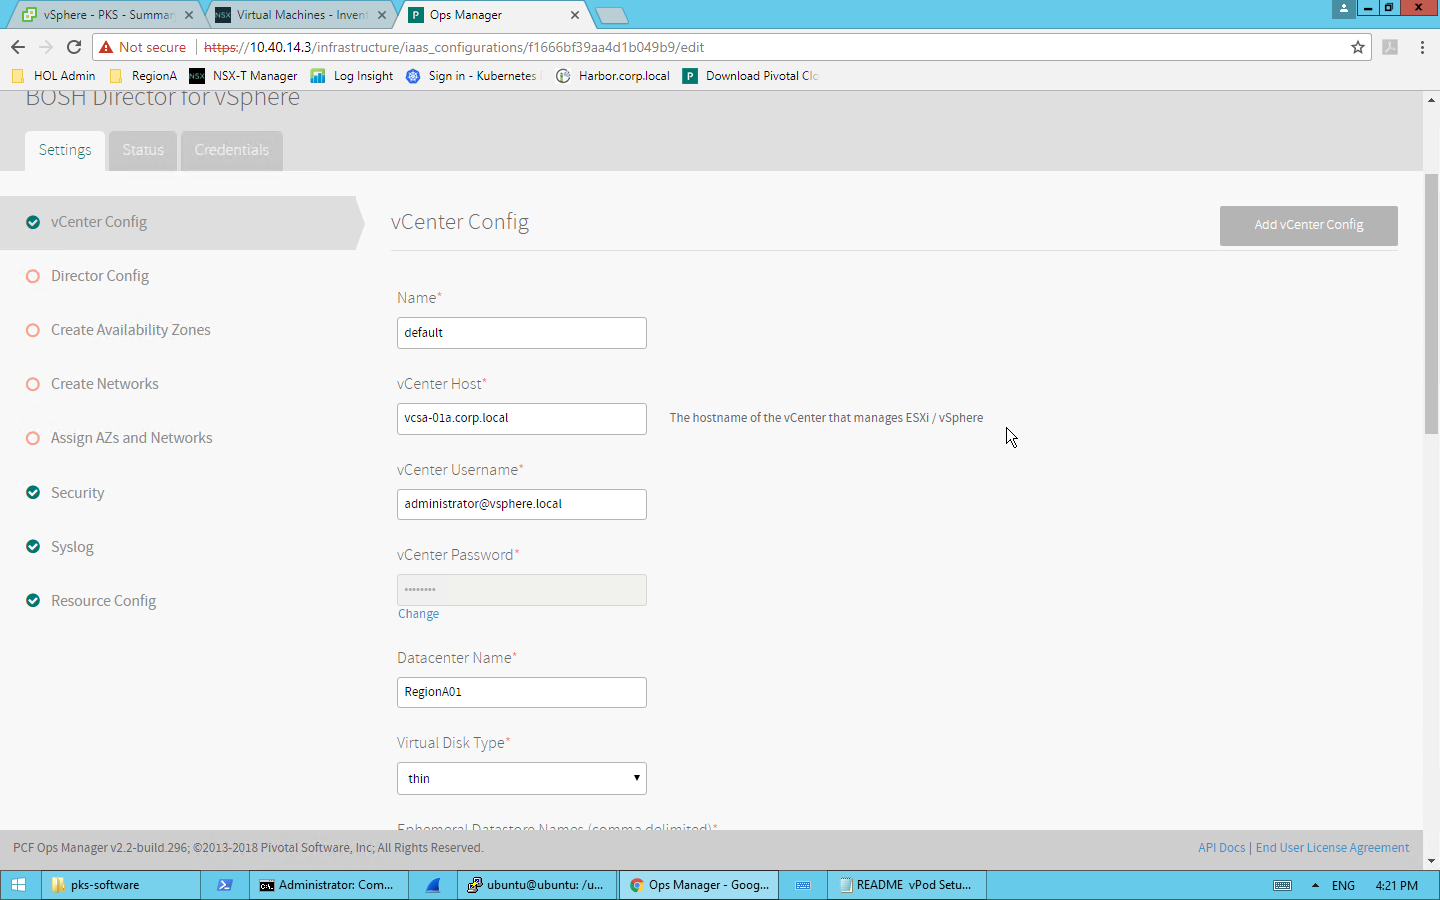 vSphere - PKS - Summar
Virtual Machines - Invent
P
Ops Manager
Not secure
https://10.40.14.3/infrastructure/iaas_configurations/f1666bf39aa4d1b049b9/edit
HOL Admin
RegionA
NSX
NSX-T Manager
Log Insight
Sign in - Kubernetes
Harbor.corp.local
P
Download Pivotal Clo
BOSH Director for vSphere
Settings
Status
Credentials
vCenter Config
Director Config
Create Availability Zones
Create Networks
Assign AZs and Networks
Security
Syslog
Resource Config
vCenter Config
Add vCenter Config
Name*
default
vCenter Host*
vcsa-01a.corp.local
The hostname of the vCenter that manages ESXi / vSphere
vCenter Username*
administrator@vsphere.local
vCenter Password*
••••••••
Change
Datacenter Name*
RegionA01
Virtual Disk Type*
thin
Ephemeral Datastore Names (comma delimited)*
PCF Ops Manager v2.2-build.296; ©2013-2018 Pivotal Software, Inc; All Rights Reserved.
API Docs | End User License Agreement
pks-software
Administrator: Com...
ubuntu@ubuntu: /u...
Ops Manager - Goog...
README vPod Setu...
ENG
4:21 PM